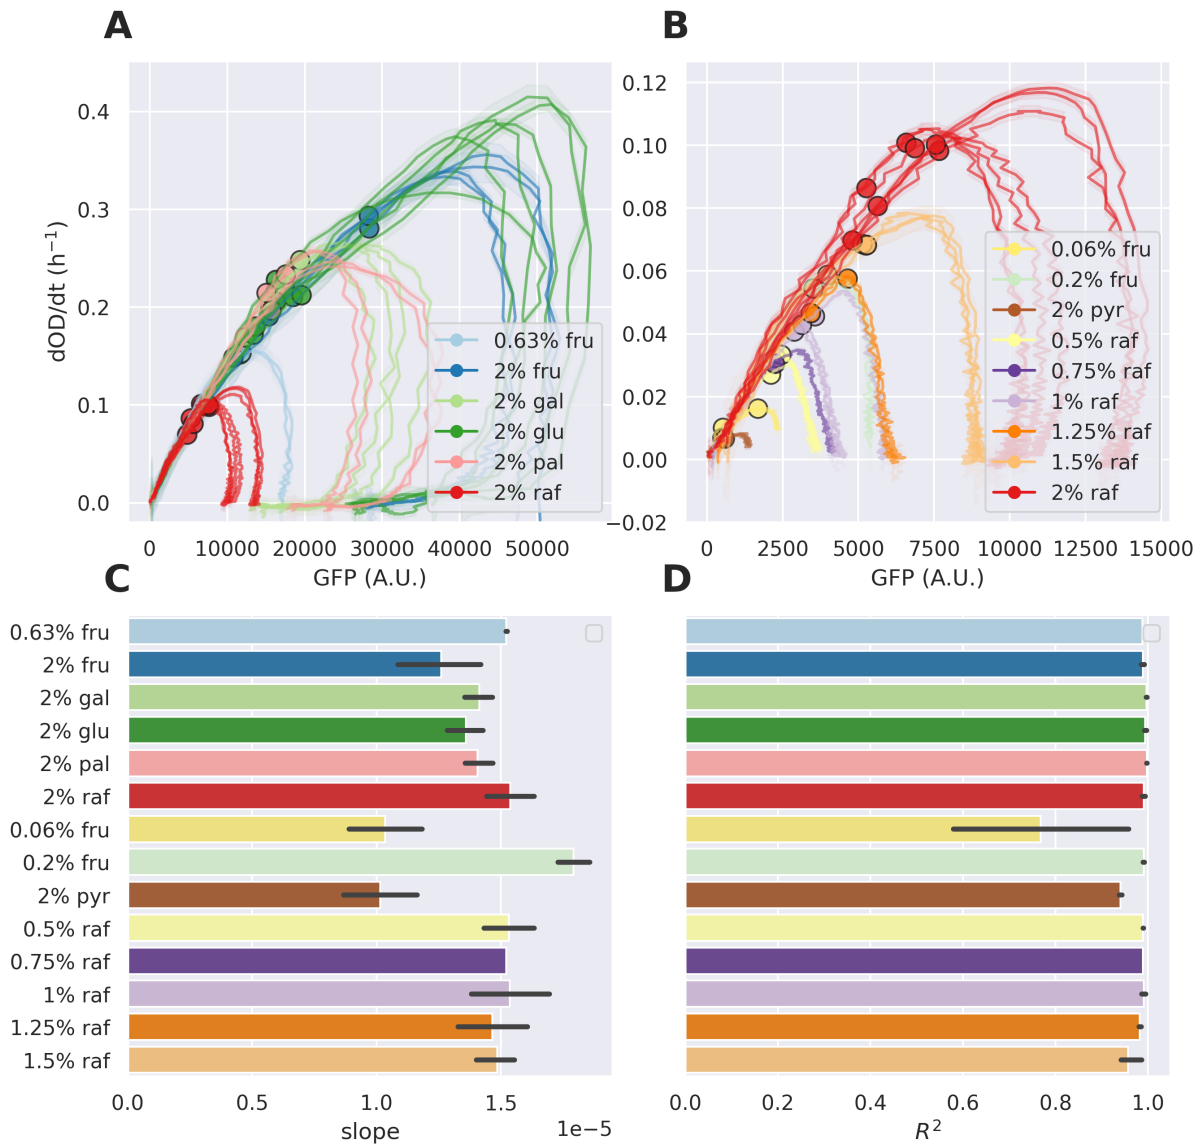 A
dOD/dt (h⁻¹)
0.4
0.3
0.2
0.1
0.0
0.63% fru
2% fru
2% gal
2% glu
2% pal
2% raf
0 10000 20000 30000 40000 50000
GFP (A.U.)
B
0.12
0.10
0.08
0.06
0.04
0.02
0.00
−0.02
0.06% fru
0.2% fru
2% pyr
0.5% raf
0.75% raf
1% raf
1.25% raf
1.5% raf
2% raf
0 2500 5000 7500 10000 12500 15000
GFP (A.U.)
C
0.63% fru
2% fru
2% gal
2% glu
2% pal
2% raf
0.06% fru
0.2% fru
2% pyr
0.5% raf
0.75% raf
1% raf
1.25% raf
1.5% raf
0.0 0.5 1.0 1.5
1e−5
slope
D
0.0 0.2 0.4 0.6 0.8 1.0
R²